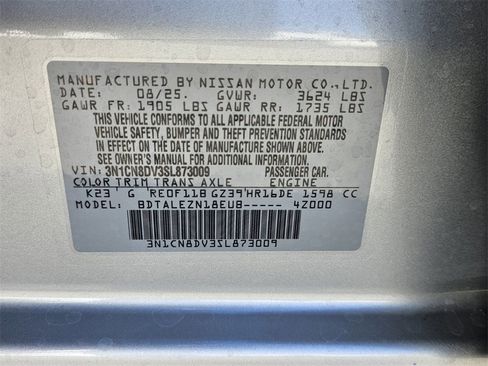 MANUFACTURED BY NISSAN MOTOR CO.,LTD.
DATE: 08/25. GVWR: 3624 LBS
GAWR FR: 1905 LBS GAWR RR: 1735 LBS
THIS VEHICLE CONFORMS TO ALL APPLICABLE FEDERAL MOTOR
VEHICLE SAFETY, BUMPER AND THEFT PREVENTION STANDARDS
IN EFFECT ON THE DATE OF MANUFACTURE SHOWN ABOVE.
SEE OWNER'S MANUAL FOR ADDITIONAL INFORMATION.
VIN: 3N1CN8DV3SL873009 PASSENGER CAR.
COLOR TRIM TRANS AXLE ENGINE
K23 G RE0F11B GZ39 HR16DE 1598 CC
MODEL: BDTALEZN18EUB----- 4Z000
3N1CN8DV3SL873009